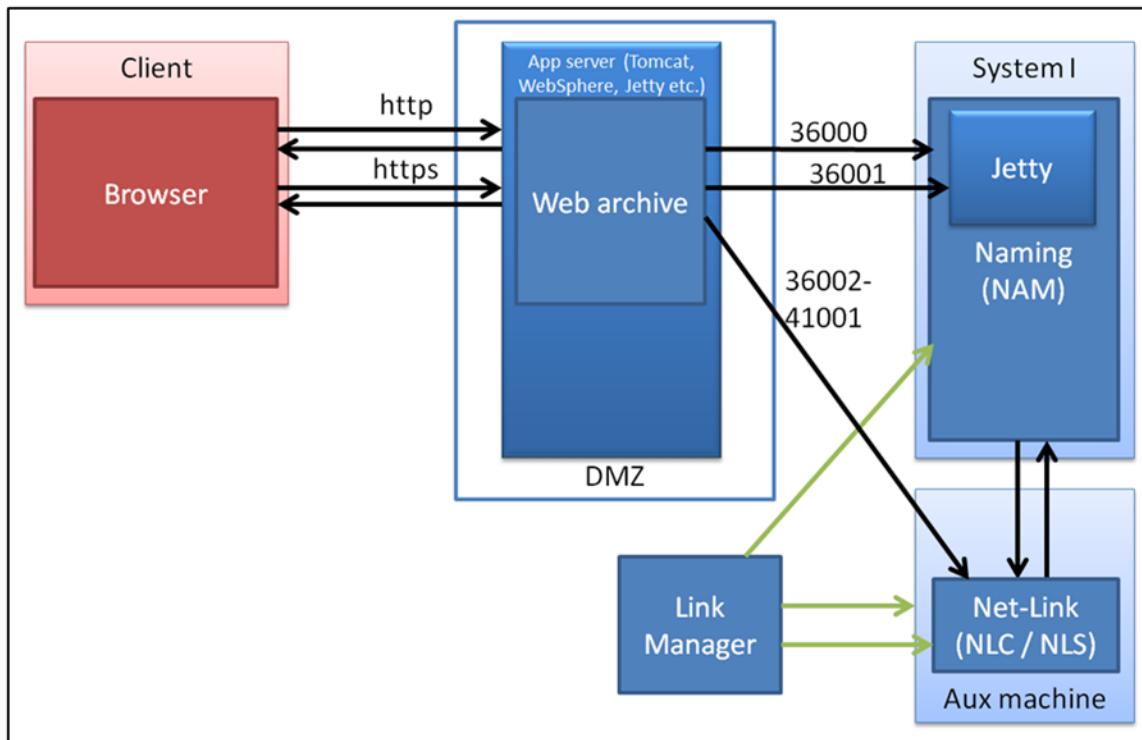 Client
Browser
http
https
App server (Tomcat,
WebSphere, Jetty etc.)
Web archive
DMZ
36000
36001
36002-
41001
System I
Jetty
Naming
(NAM)
Link
Manager
Net-Link
(NLC / NLS)
Aux machine